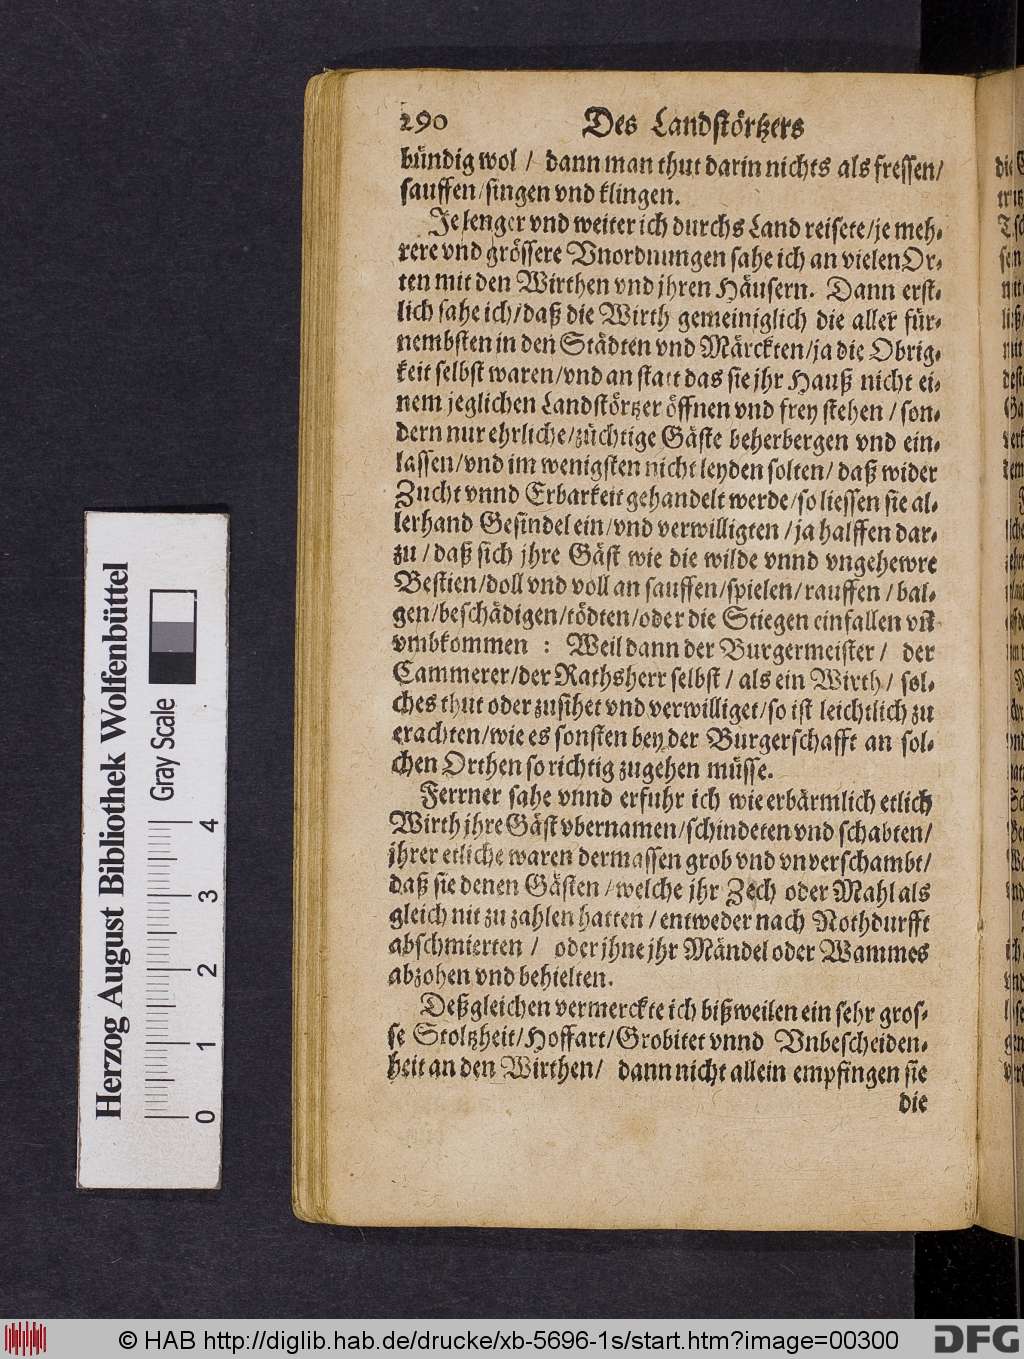 290 Des Landstörtzers
bündig wol / dann man thut darin nichts als fressen/
sauffen/singen vnd klingen.
Je lenger vnd weiter ich durchs Land reisete/je meh-
rere vnd grössere Vnordnungen sahe ich an vielen Or-
ten mit den Wirthen vnd jhren Häusern. Dann erst-
lich sahe ich/daß die Wirth gemeiniglich die aller für-
nembsten in den Städten vnd Märckten/ja die Obrig-
keit selbst waren/vnd an statt das sie jhr Hauß nicht ei-
nem jeglichen Landstörtzer öffnen vnd frey stehen / son-
dern nur ehrliche/züchtige Gäste beherbergen vnd ein-
lassen/vnd im wenigsten nicht leyden solten/ daß wider
Zucht vnnd Erbarkeit gehandelt werde/so liessen sie al-
lerhand Gesindel ein/vnd verwilligten /ja halffen dar-
zu / daß sich jhre Gäst wie die wilde vnnd vngehewre
Bestien/doll vnd voll an sauffen/spielen/rauffen / bal-
gen/beschädigen/tödten/oder die Stiegen einfallen vñ
vmbkommen : Weil dann der Burgermeister / der
Cammerer/der Rathsherr selbst / als ein Wirth / sol-
ches thut oder zusihet vnd verwilliget/so ist leichtlich zu
erachten/wie es sonsten bey der Burgerschafft an sol-
chen Orthen so richtig zugehen müsse.
Ferrner sahe vnnd erfuhr ich wie erbärmlich etlich
Wirth jhre Gäst vbernamen/schindeten vnd schabten/
jhrer etliche waren dermassen grob vnd vnverschambt/
daß sie denen Gästen /welche jhr Zech oder Mahl als
gleich nit zu zahlen hatten / entweder nach Nothdurfft
abschmierten / oder jhne jhr Mändel oder Wammes
abzohen vnd behielten.
Deßgleichen vermerckte ich bißweilen ein sehr gros-
se Stoltzheit/Hoffart/Grobitet vnnd Vnbescheiden-
heit an den Wirthen/ dann nicht allein empfingen sie
die
Herzog August Bibliothek Wolfenbüttel
Gray Scale
0 1 2 3 4
© HAB http://diglib.hab.de/drucke/xb-5696-1s/start.htm?image=00300
DFG